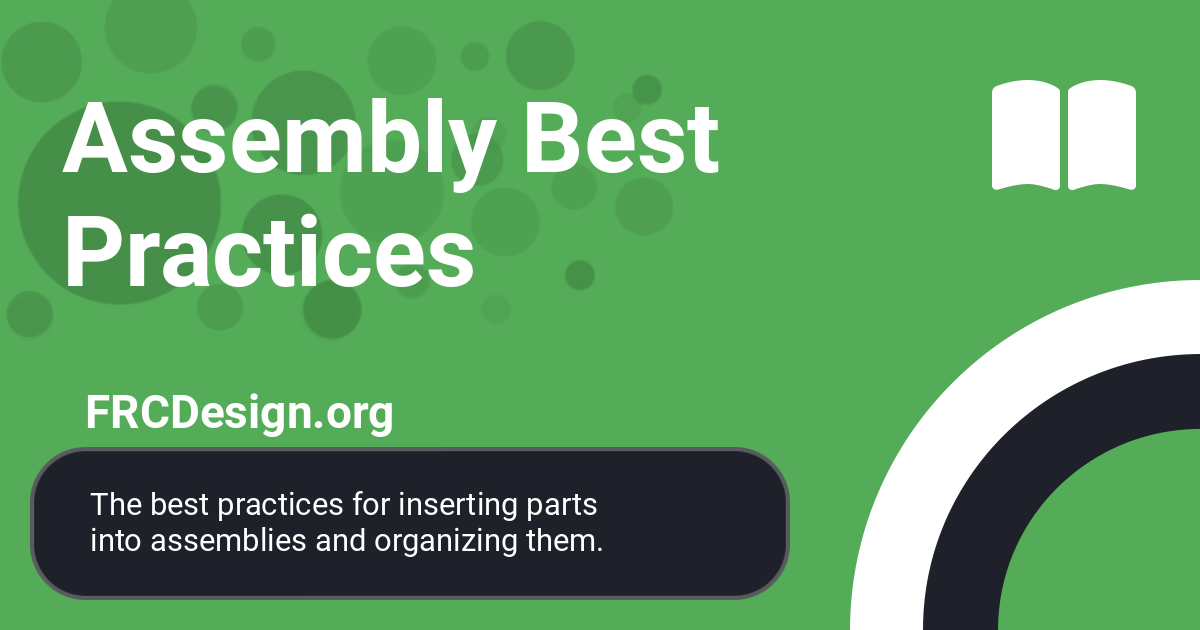 Assembly Best
Practices
FRCDesign.org
The best practices for inserting parts
into assemblies and organizing them.